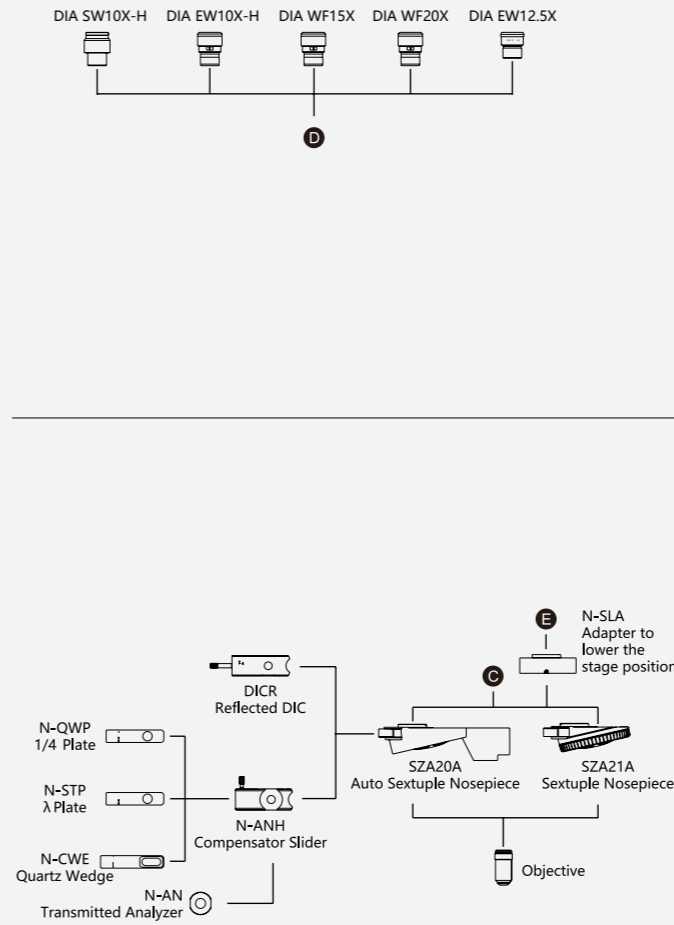 DIA SW10X-H DIA EW10X-H DIA WF15X DIA WF20X DIA EW12.5X
D
E
N-SLA
Adapter to
lower the
stage position
C
DICR
Reflected DIC
N-QWP
1/4 Plate
SZA20A
Auto Sextuple Nosepiece
SZA21A
Sextuple Nosepiece
N-STP
λ Plate
N-ANH
Compensator Slider
N-CWE
Quartz Wedge
Objective
N-AN
Transmitted Analyzer